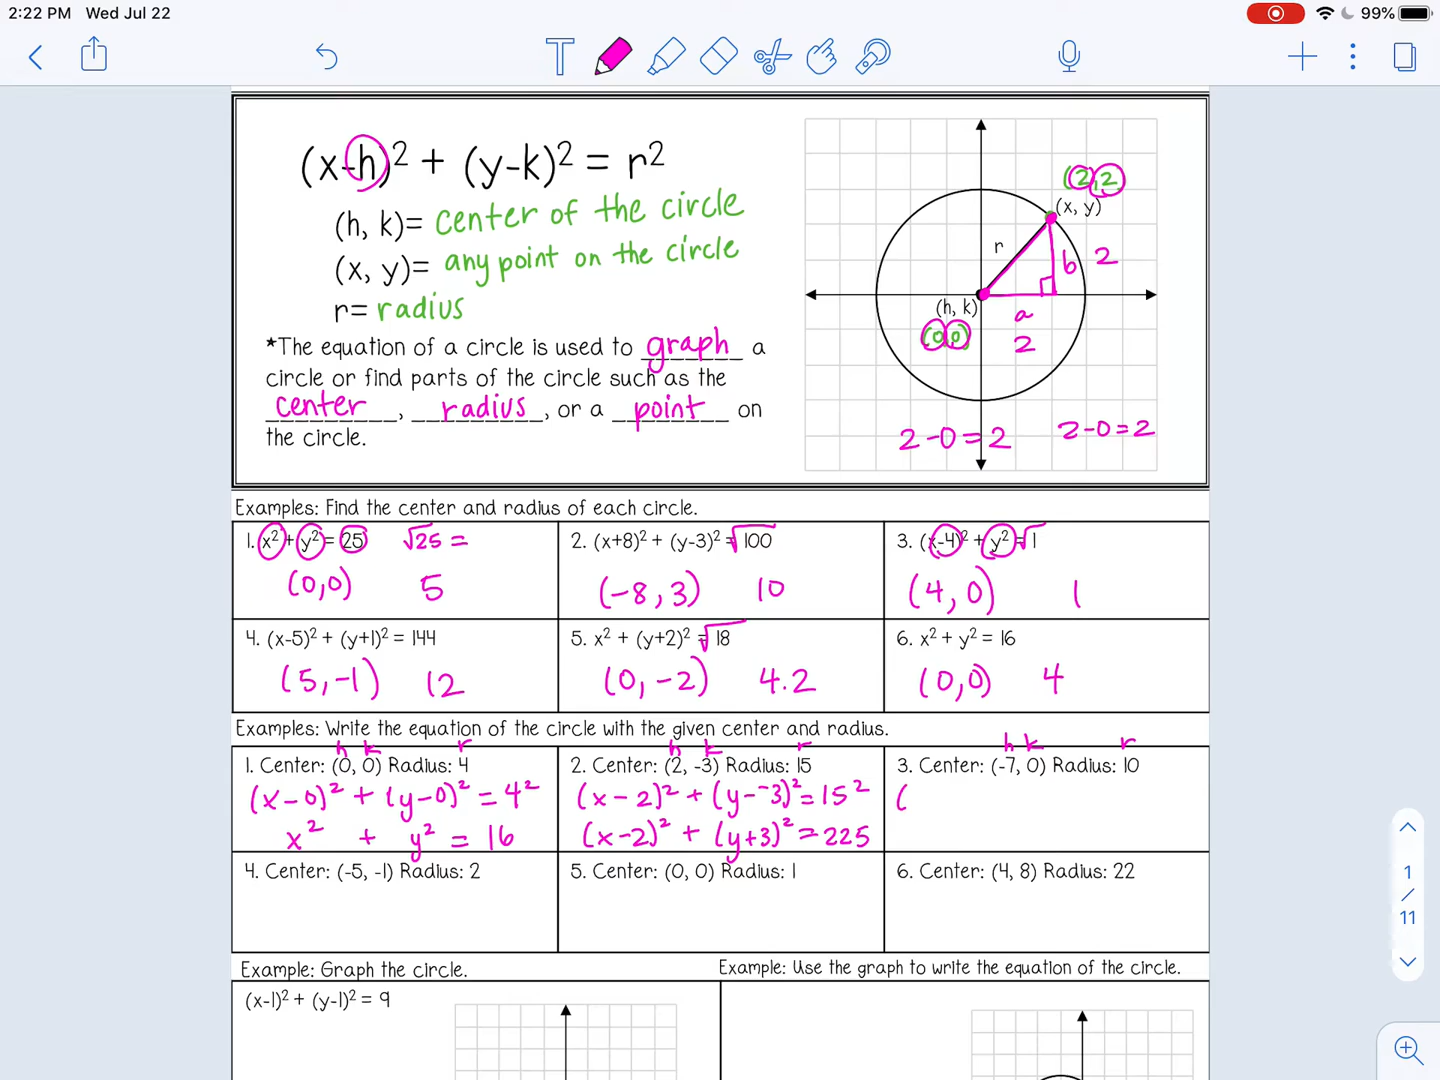 2:22 PM Wed Jul 22
99%
(x-h)² + (y-k)² = r²
(h, k)= center of the circle
(x, y)= any point on the circle
r= radius
*The equation of a circle is used to graph a
circle or find parts of the circle such as the
center, radius, or a point on
the circle.
(2,2)
(x, y)
r
b 2
(h, k)
a
(0,0)
2
2-0=2 2-0=2
Examples: Find the center and radius of each circle.
1. x² + y² = 25 √25 =
(0,0) 5
2. (x+8)² + (y-3)² = √100
(-8, 3) 10
3. (x-4)² + y² = √1
(4, 0) 1
4. (x-5)² + (y+1)² = 144
(5, -1) 12
5. x² + (y+2)² = √18
(0, -2) 4.2
6. x² + y² = 16
(0,0) 4
Examples: Write the equation of the circle with the given center and radius.
h k r
1. Center: (0, 0) Radius: 4
(x-0)² + (y-0)² = 4²
x² + y² = 16
h k r
2. Center: (2, -3) Radius: 15
(x-2)² + (y--3)² = 15²
(x-2)² + (y+3)² = 225
h k r
3. Center: (-7, 0) Radius: 10
(
4. Center: (-5, -1) Radius: 2
5. Center: (0, 0) Radius: 1
6. Center: (4, 8) Radius: 22
Example: Graph the circle.
(x-1)² + (y-1)² = 9
Example: Use the graph to write the equation of the circle.
1
/
11